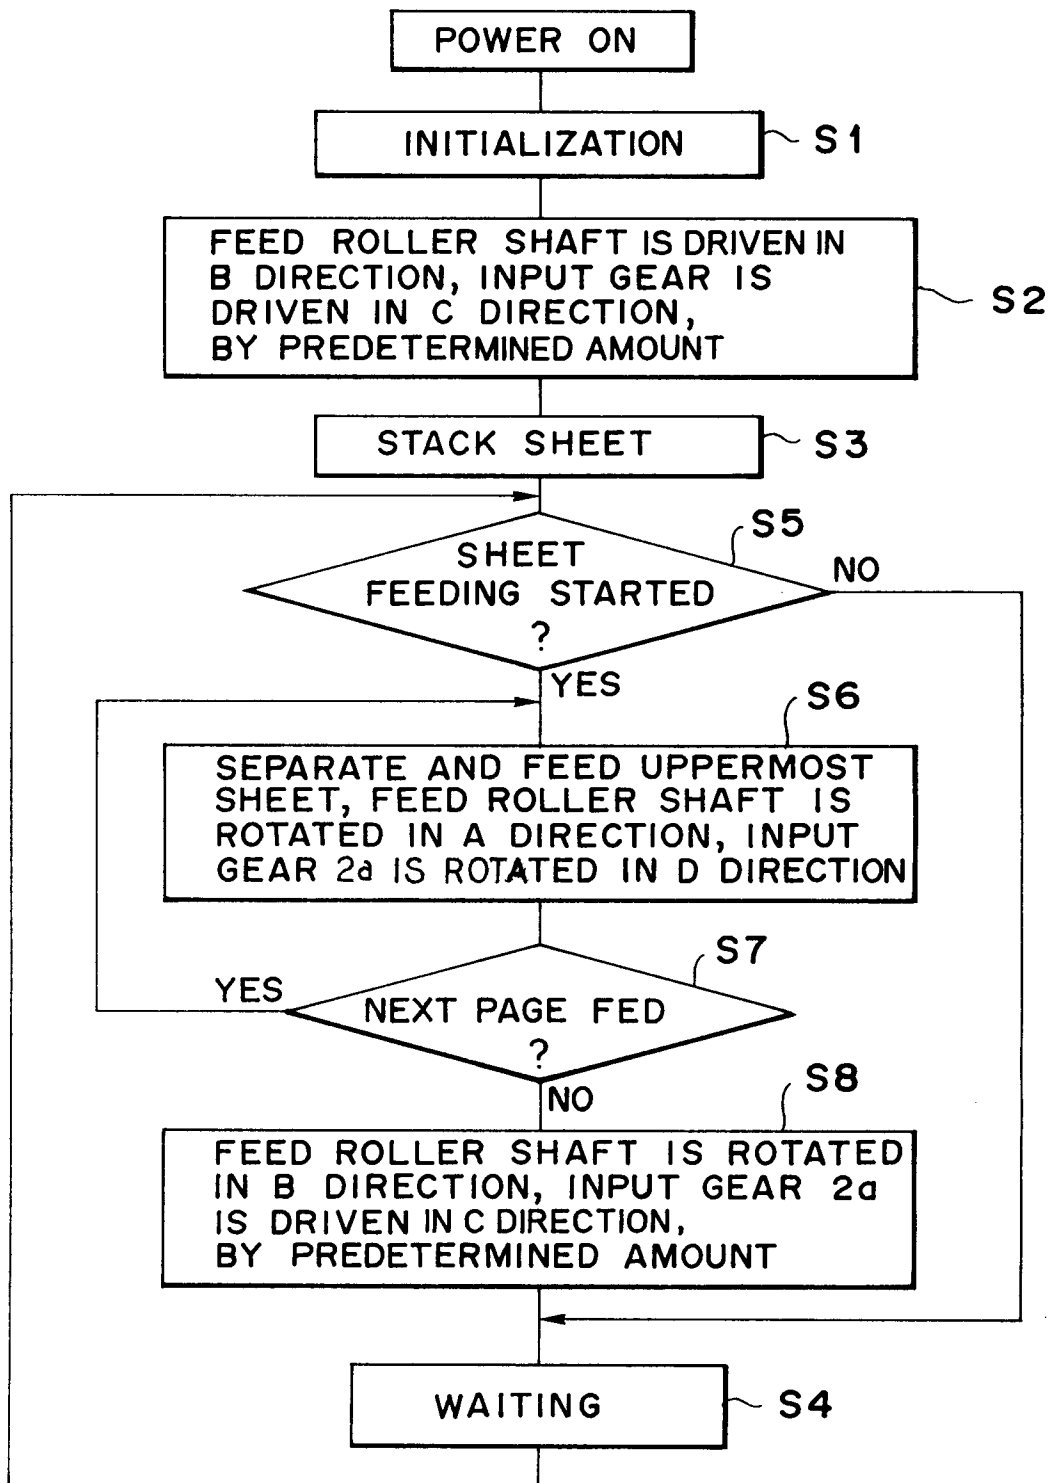 POWER ON
INITIALIZATION
S1
FEED ROLLER SHAFT IS DRIVEN IN
B DIRECTION, INPUT GEAR IS
DRIVEN IN C DIRECTION,
BY PREDETERMINED AMOUNT
S2
STACK SHEET
S3
S5
SHEET
FEEDING STARTED
?
NO
YES
S6
SEPARATE AND FEED UPPERMOST
SHEET, FEED ROLLER SHAFT IS
ROTATED IN A DIRECTION, INPUT
GEAR 2a IS ROTATED IN D DIRECTION
S7
YES
NEXT PAGE FED
?
NO
S8
FEED ROLLER SHAFT IS ROTATED
IN B DIRECTION, INPUT GEAR 2a
IS DRIVEN IN C DIRECTION,
BY PREDETERMINED AMOUNT
WAITING
S4